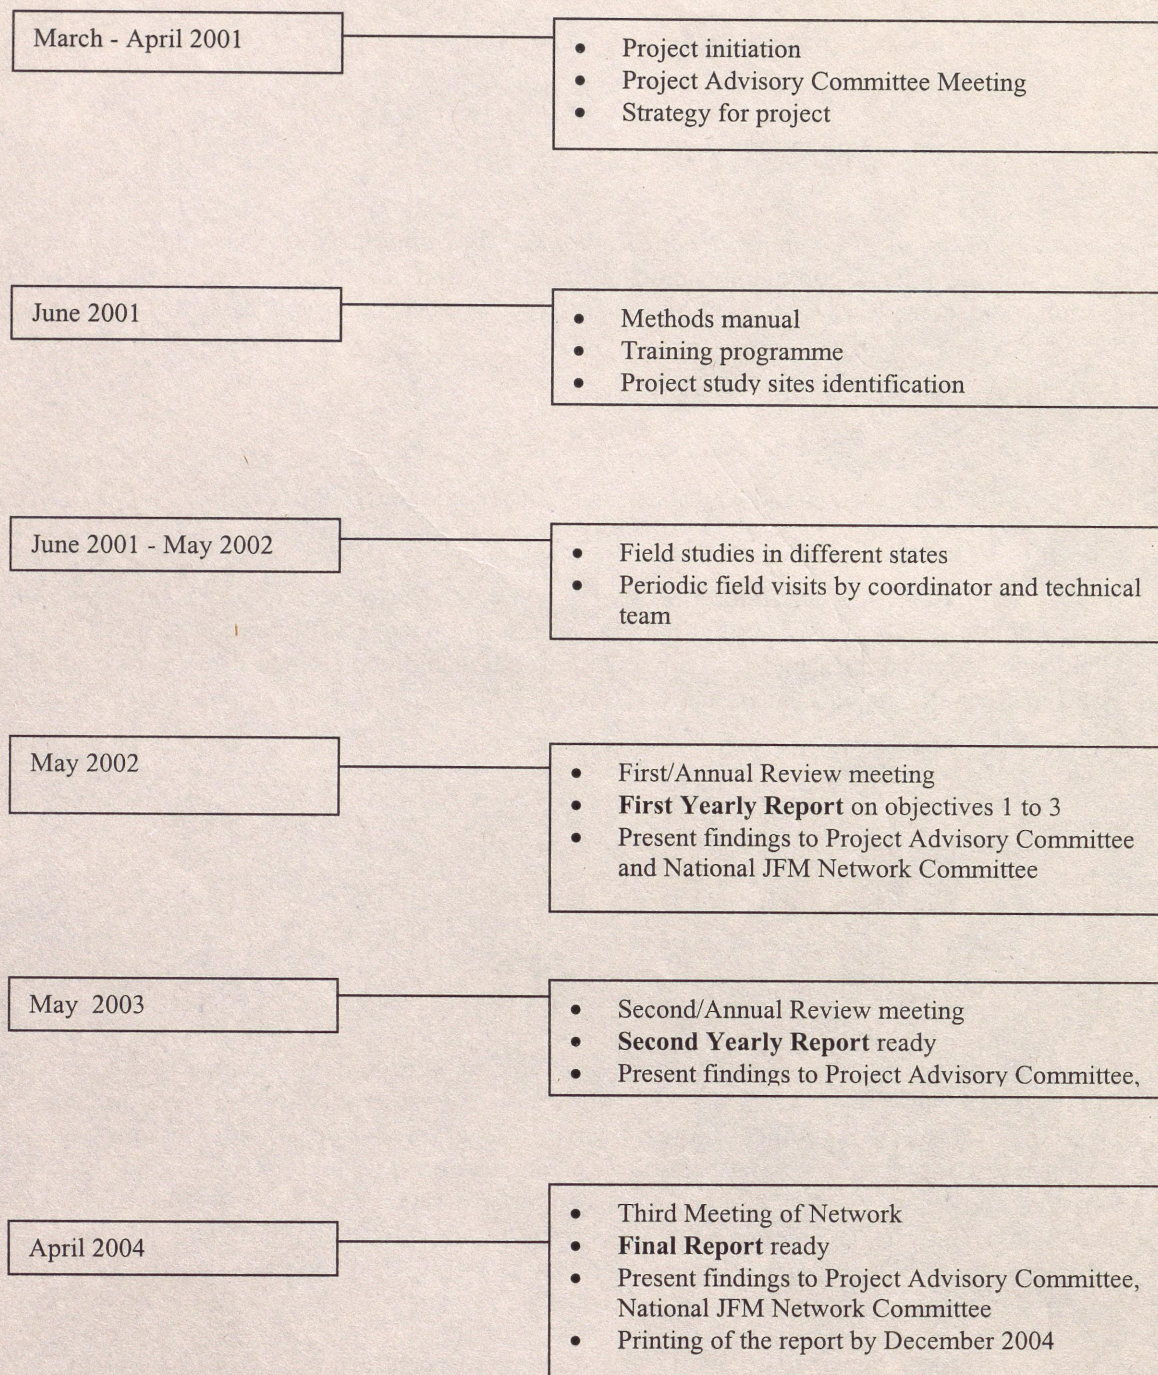 March - April 2001
• Project initiation
• Project Advisory Committee Meeting
• Strategy for project
June 2001
• Methods manual
• Training programme
• Project study sites identification
June 2001 - May 2002
• Field studies in different states
• Periodic field visits by coordinator and technical
team
May 2002
• First/Annual Review meeting
• First Yearly Report on objectives 1 to 3
• Present findings to Project Advisory Committee
and National JFM Network Committee
May 2003
• Second/Annual Review meeting
• Second Yearly Report ready
• Present findings to Project Advisory Committee,
April 2004
• Third Meeting of Network
• Final Report ready
• Present findings to Project Advisory Committee,
National JFM Network Committee
• Printing of the report by December 2004